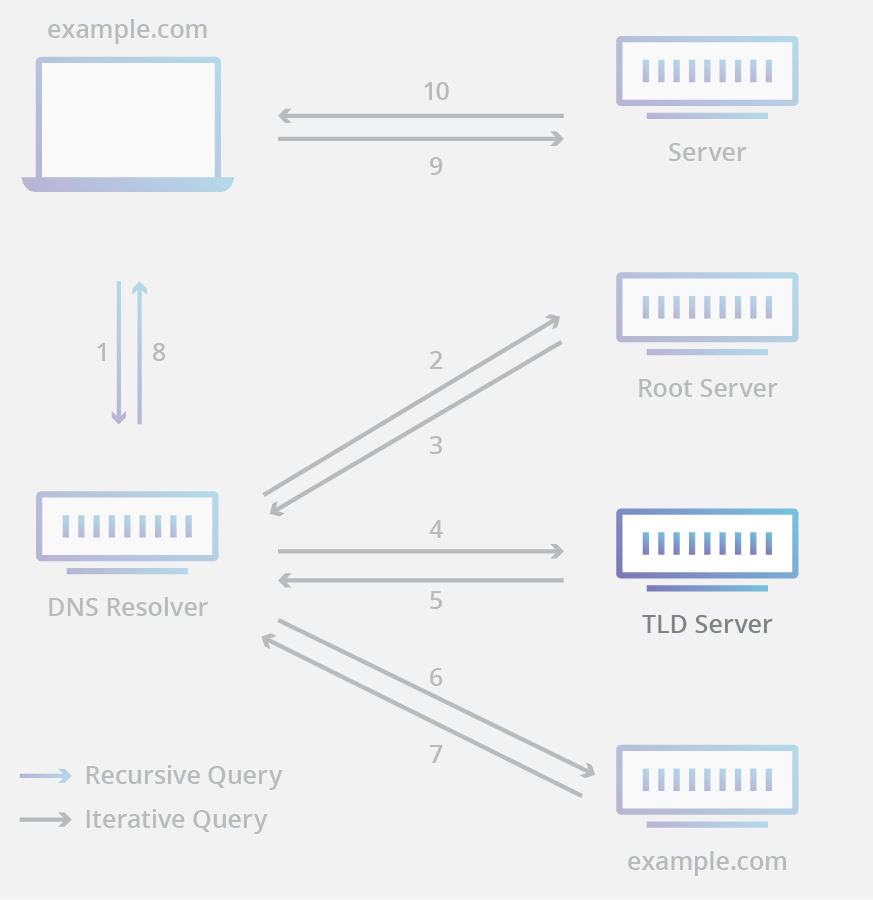 example.com
10
9
Server
1
8
2
3
Root Server
4
5
DNS Resolver
TLD Server
6
7
Recursive Query
Iterative Query
example.com